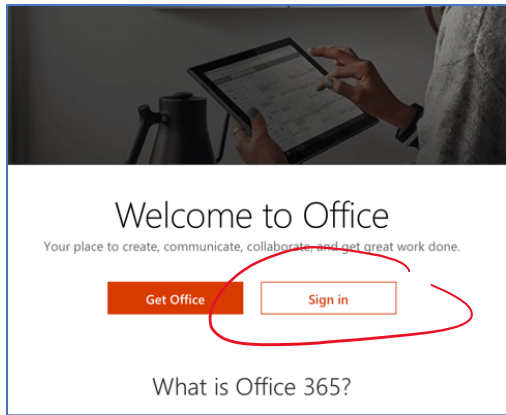 Welcome to Office
Your place to create, communicate, collaborate, and get great work done.
Get Office
Sign in
What is Office 365?